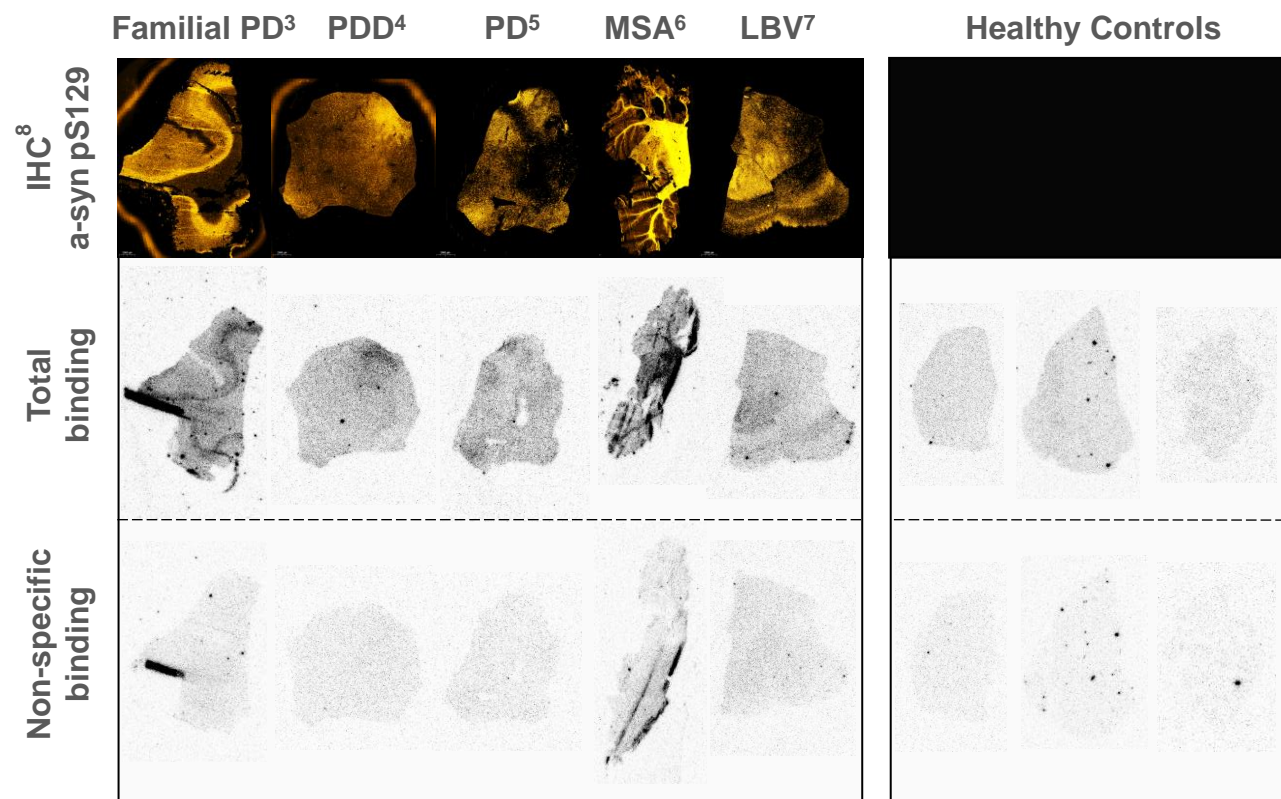 Familial PD³ PDD⁴ PD⁵ MSA⁶ LBV⁷ Healthy Controls
IHC⁸
a-syn pS129
Total
binding
Non-specific
binding